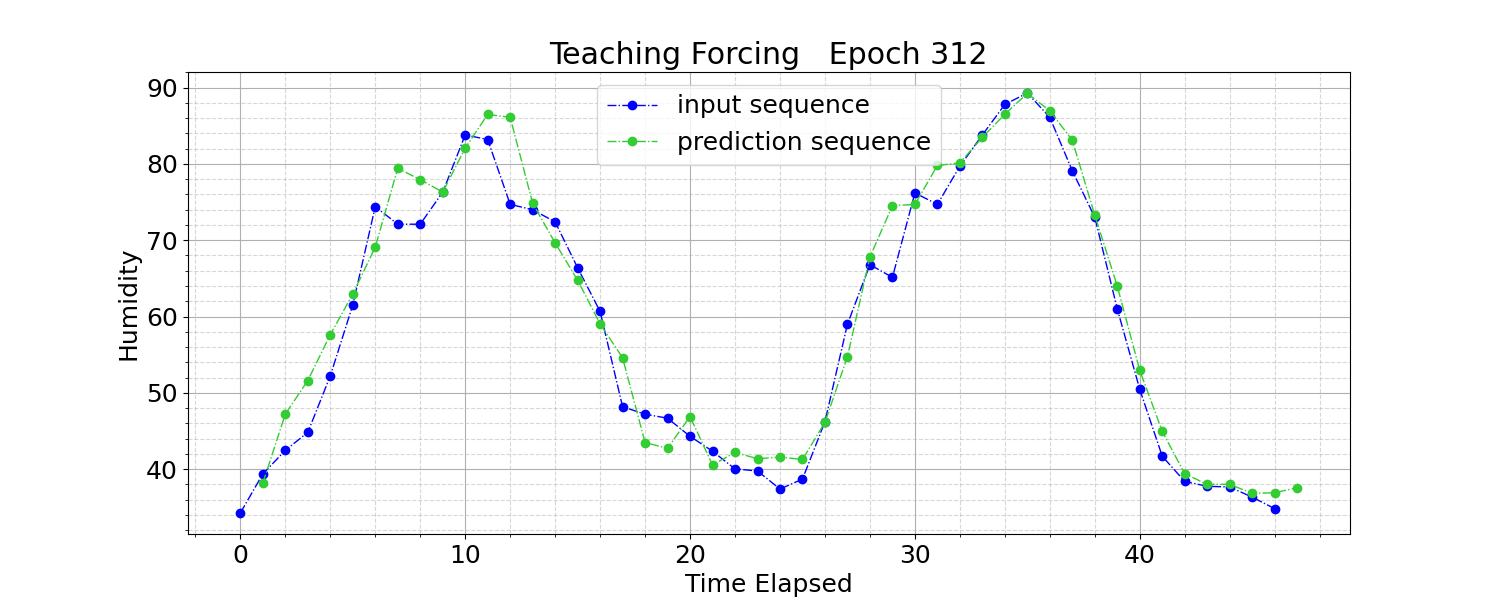 Teaching Forcing   Epoch 312
input sequence
prediction sequence
Humidity
90
80
70
60
50
40
0 10 20 30 40
Time Elapsed